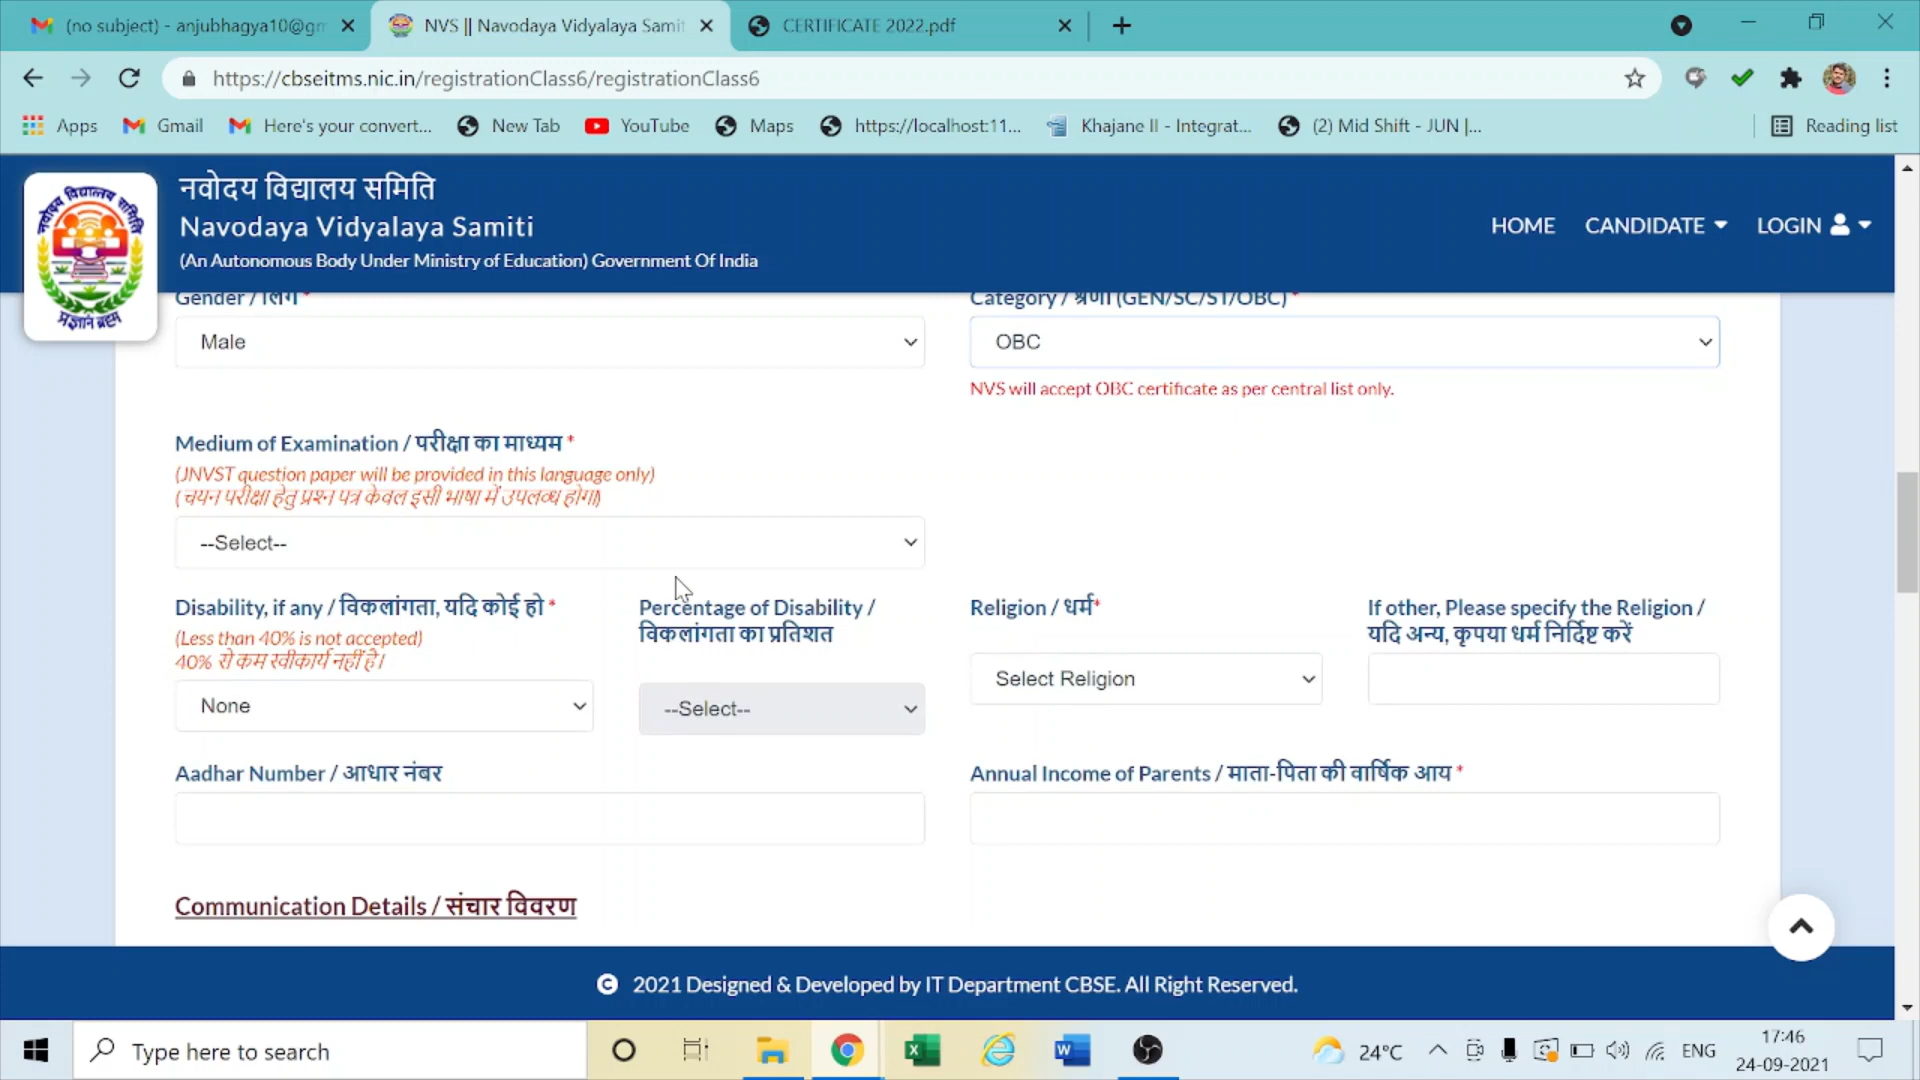 (no subject) - anjubhagya10@gm
NVS || Navodaya Vidyalaya Samit
CERTIFICATE 2022.pdf
https://cbseitms.nic.in/registrationClass6/registrationClass6
Apps
Gmail
Here's your convert...
New Tab
YouTube
Maps
https://localhost:11...
Khajane II - Integrat...
(2) Mid Shift - JUN |...
Reading list
नवोदय विद्यालय समिति
प्रज्ञानं ब्रह्म
नवोदय विद्यालय समिति
Navodaya Vidyalaya Samiti
(An Autonomous Body Under Ministry of Education) Government Of India
HOME
CANDIDATE
LOGIN
Gender / लिंग *
Category / श्रेणी (GEN/SC/ST/OBC) *
Male
OBC
NVS will accept OBC certificate as per central list only.
Medium of Examination / परीक्षा का माध्यम *
(JNVST question paper will be provided in this language only)
(चयन परीक्षा हेतु प्रश्न पत्र केवल इसी भाषा में उपलब्ध होगा)
--Select--
Disability, if any / विकलांगता, यदि कोई हो *
(Less than 40% is not accepted)
40% से कम स्वीकार्य नहीं है।
None
Percentage of Disability /
विकलांगता का प्रतिशत
--Select--
Religion / धर्म*
Select Religion
If other, Please specify the Religion /
यदि अन्य, कृपया धर्म निर्दिष्ट करें
Aadhar Number / आधार नंबर
Annual Income of Parents / माता-पिता की वार्षिक आय *
Communication Details / संचार विवरण
© 2021 Designed & Developed by IT Department CBSE. All Right Reserved.
Type here to search
24°C
ENG
17:46
24-09-2021